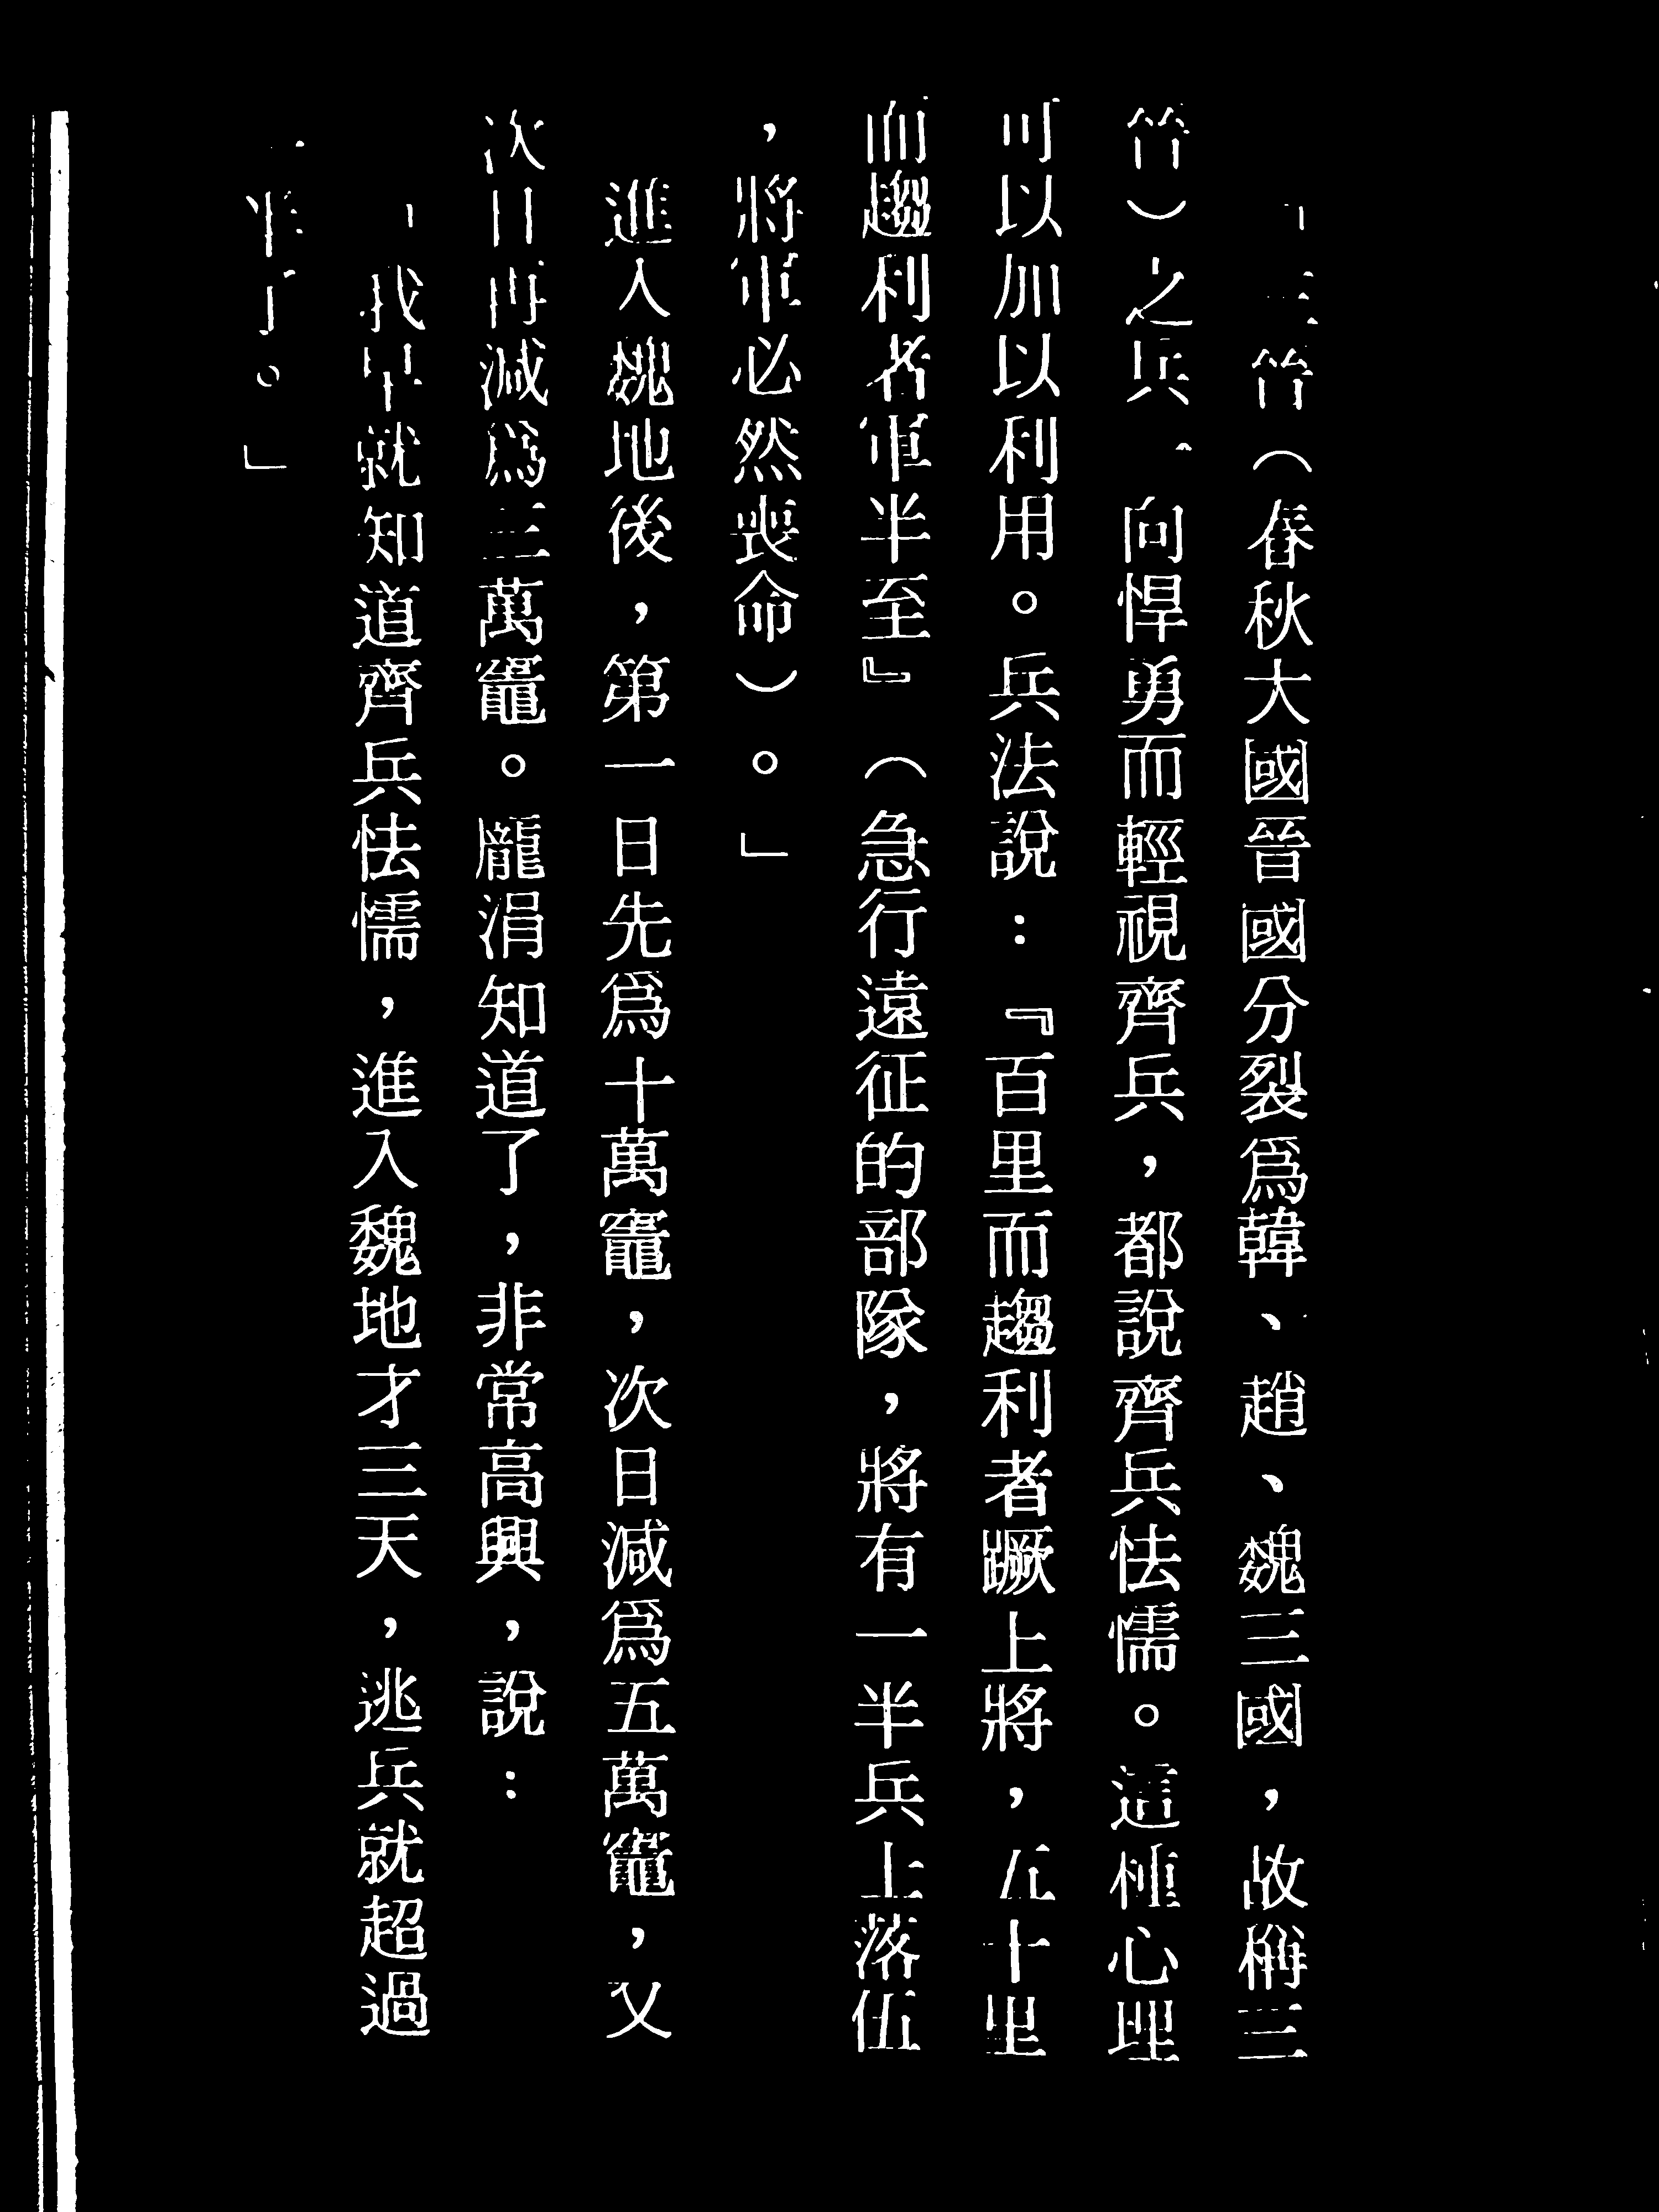 「三晉（春秋大國晉國分裂爲韓、趙、魏三國，故稱三
晉）之兵，向悍勇而輕視齊兵，都說齊兵怯懦。這種心理
可以加以利用。兵法說：『百里而趨利者蹶上將，五十里
而趨利者軍半至』（急行遠征的部隊，將有一半兵上落伍
，將軍必然喪命）。」
進入魏地後，第一日先爲十萬竈，次日減爲五萬竈，又
次日再減爲三萬竈。龐涓知道了，非常高興，說：
「我早就知道齊兵怯懦，進入魏地才三天，逃兵就超過
一半了。」